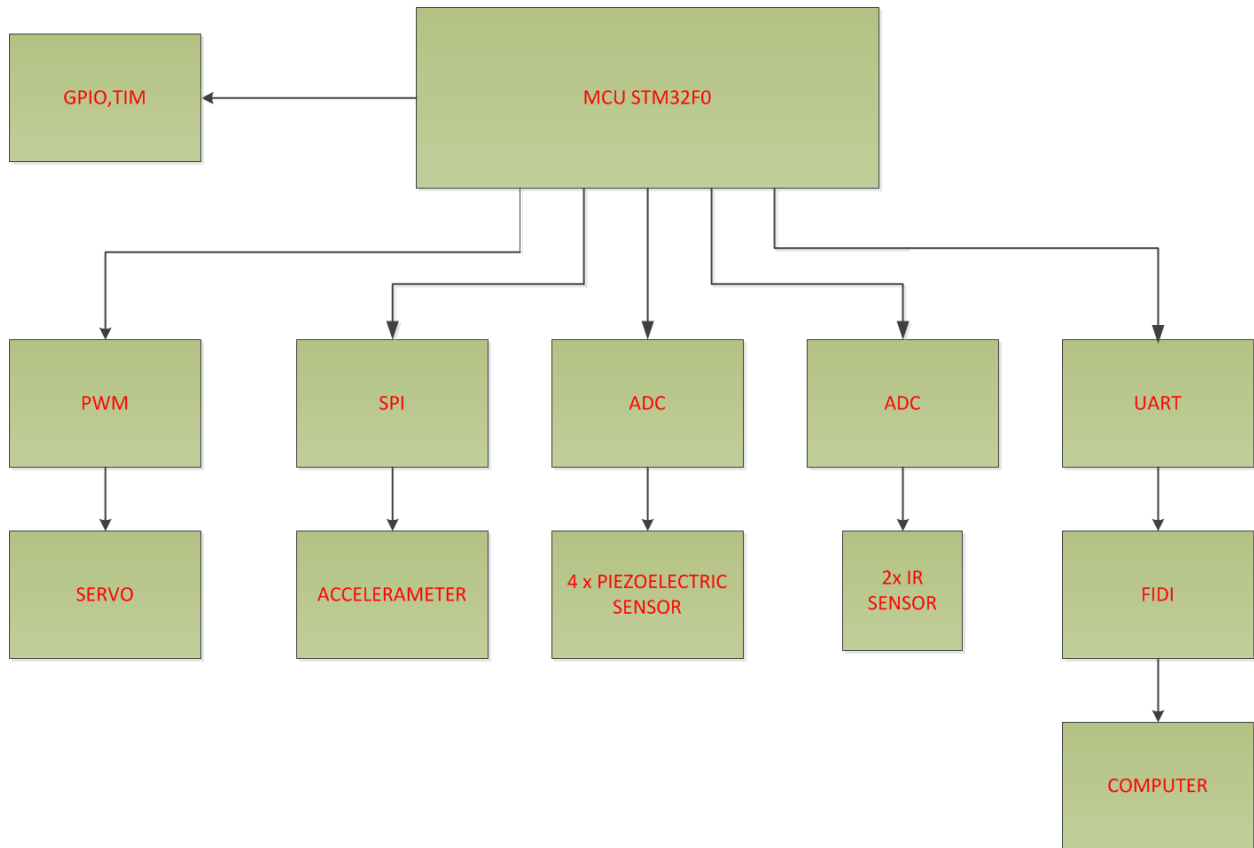 GPIO,TIM
MCU STM32F0
PWM
SPI
ADC
ADC
UART
SERVO
ACCELERAMETER
4 x PIEZOELECTRIC
SENSOR
2x IR
SENSOR
FIDI
COMPUTER